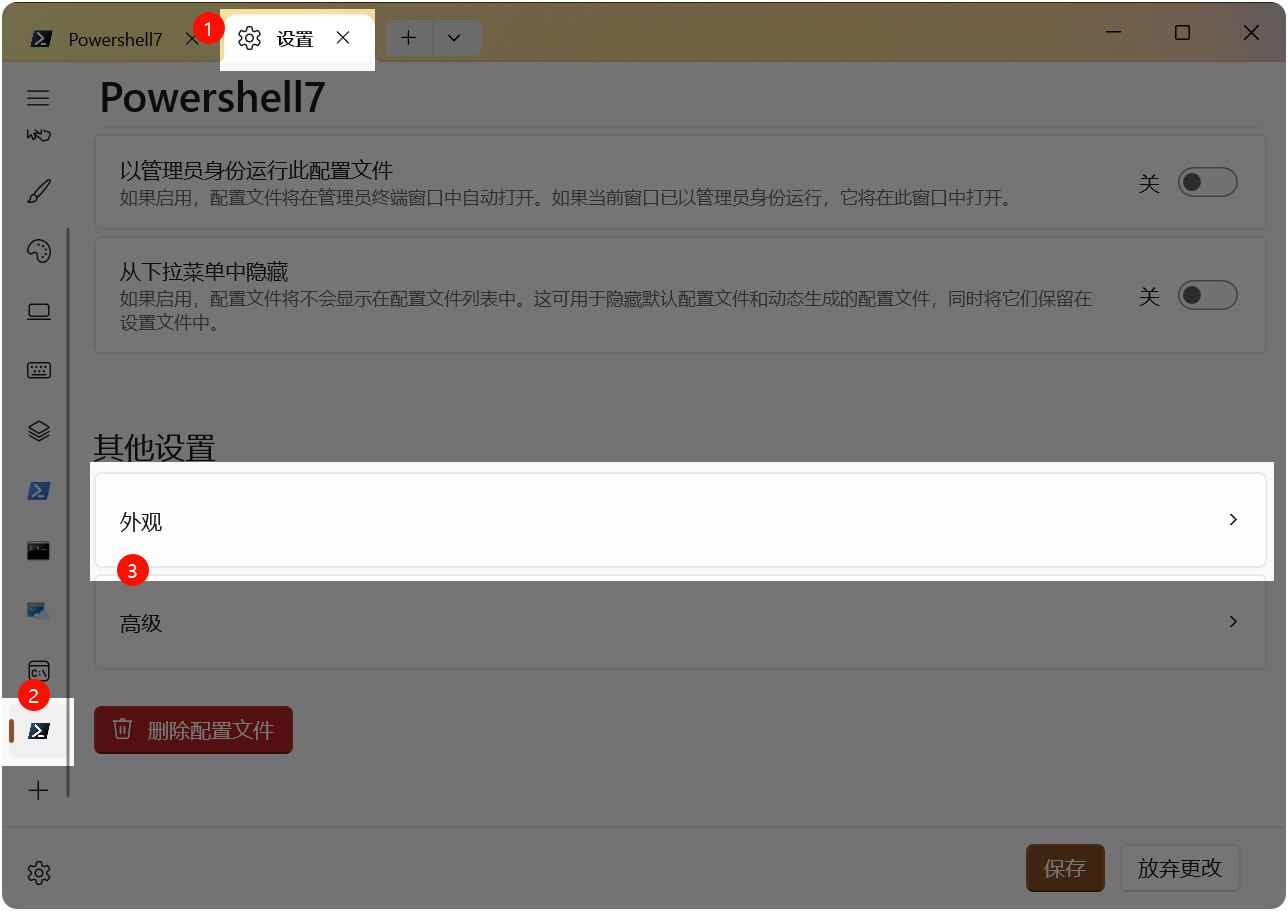 Powershell7
1
设置
Powershell7
以管理员身份运行此配置文件
如果启用，配置文件将在管理员终端窗口中自动打开。如果当前窗口已以管理员身份运行，它将在此窗口中打开。
关
从下拉菜单中隐藏
如果启用，配置文件将不会显示在配置文件列表中。这可用于隐藏默认配置文件和动态生成的配置文件，同时将它们保留在
设置文件中。
关
其他设置
外观
3
高级
2
删除配置文件
保存
放弃更改